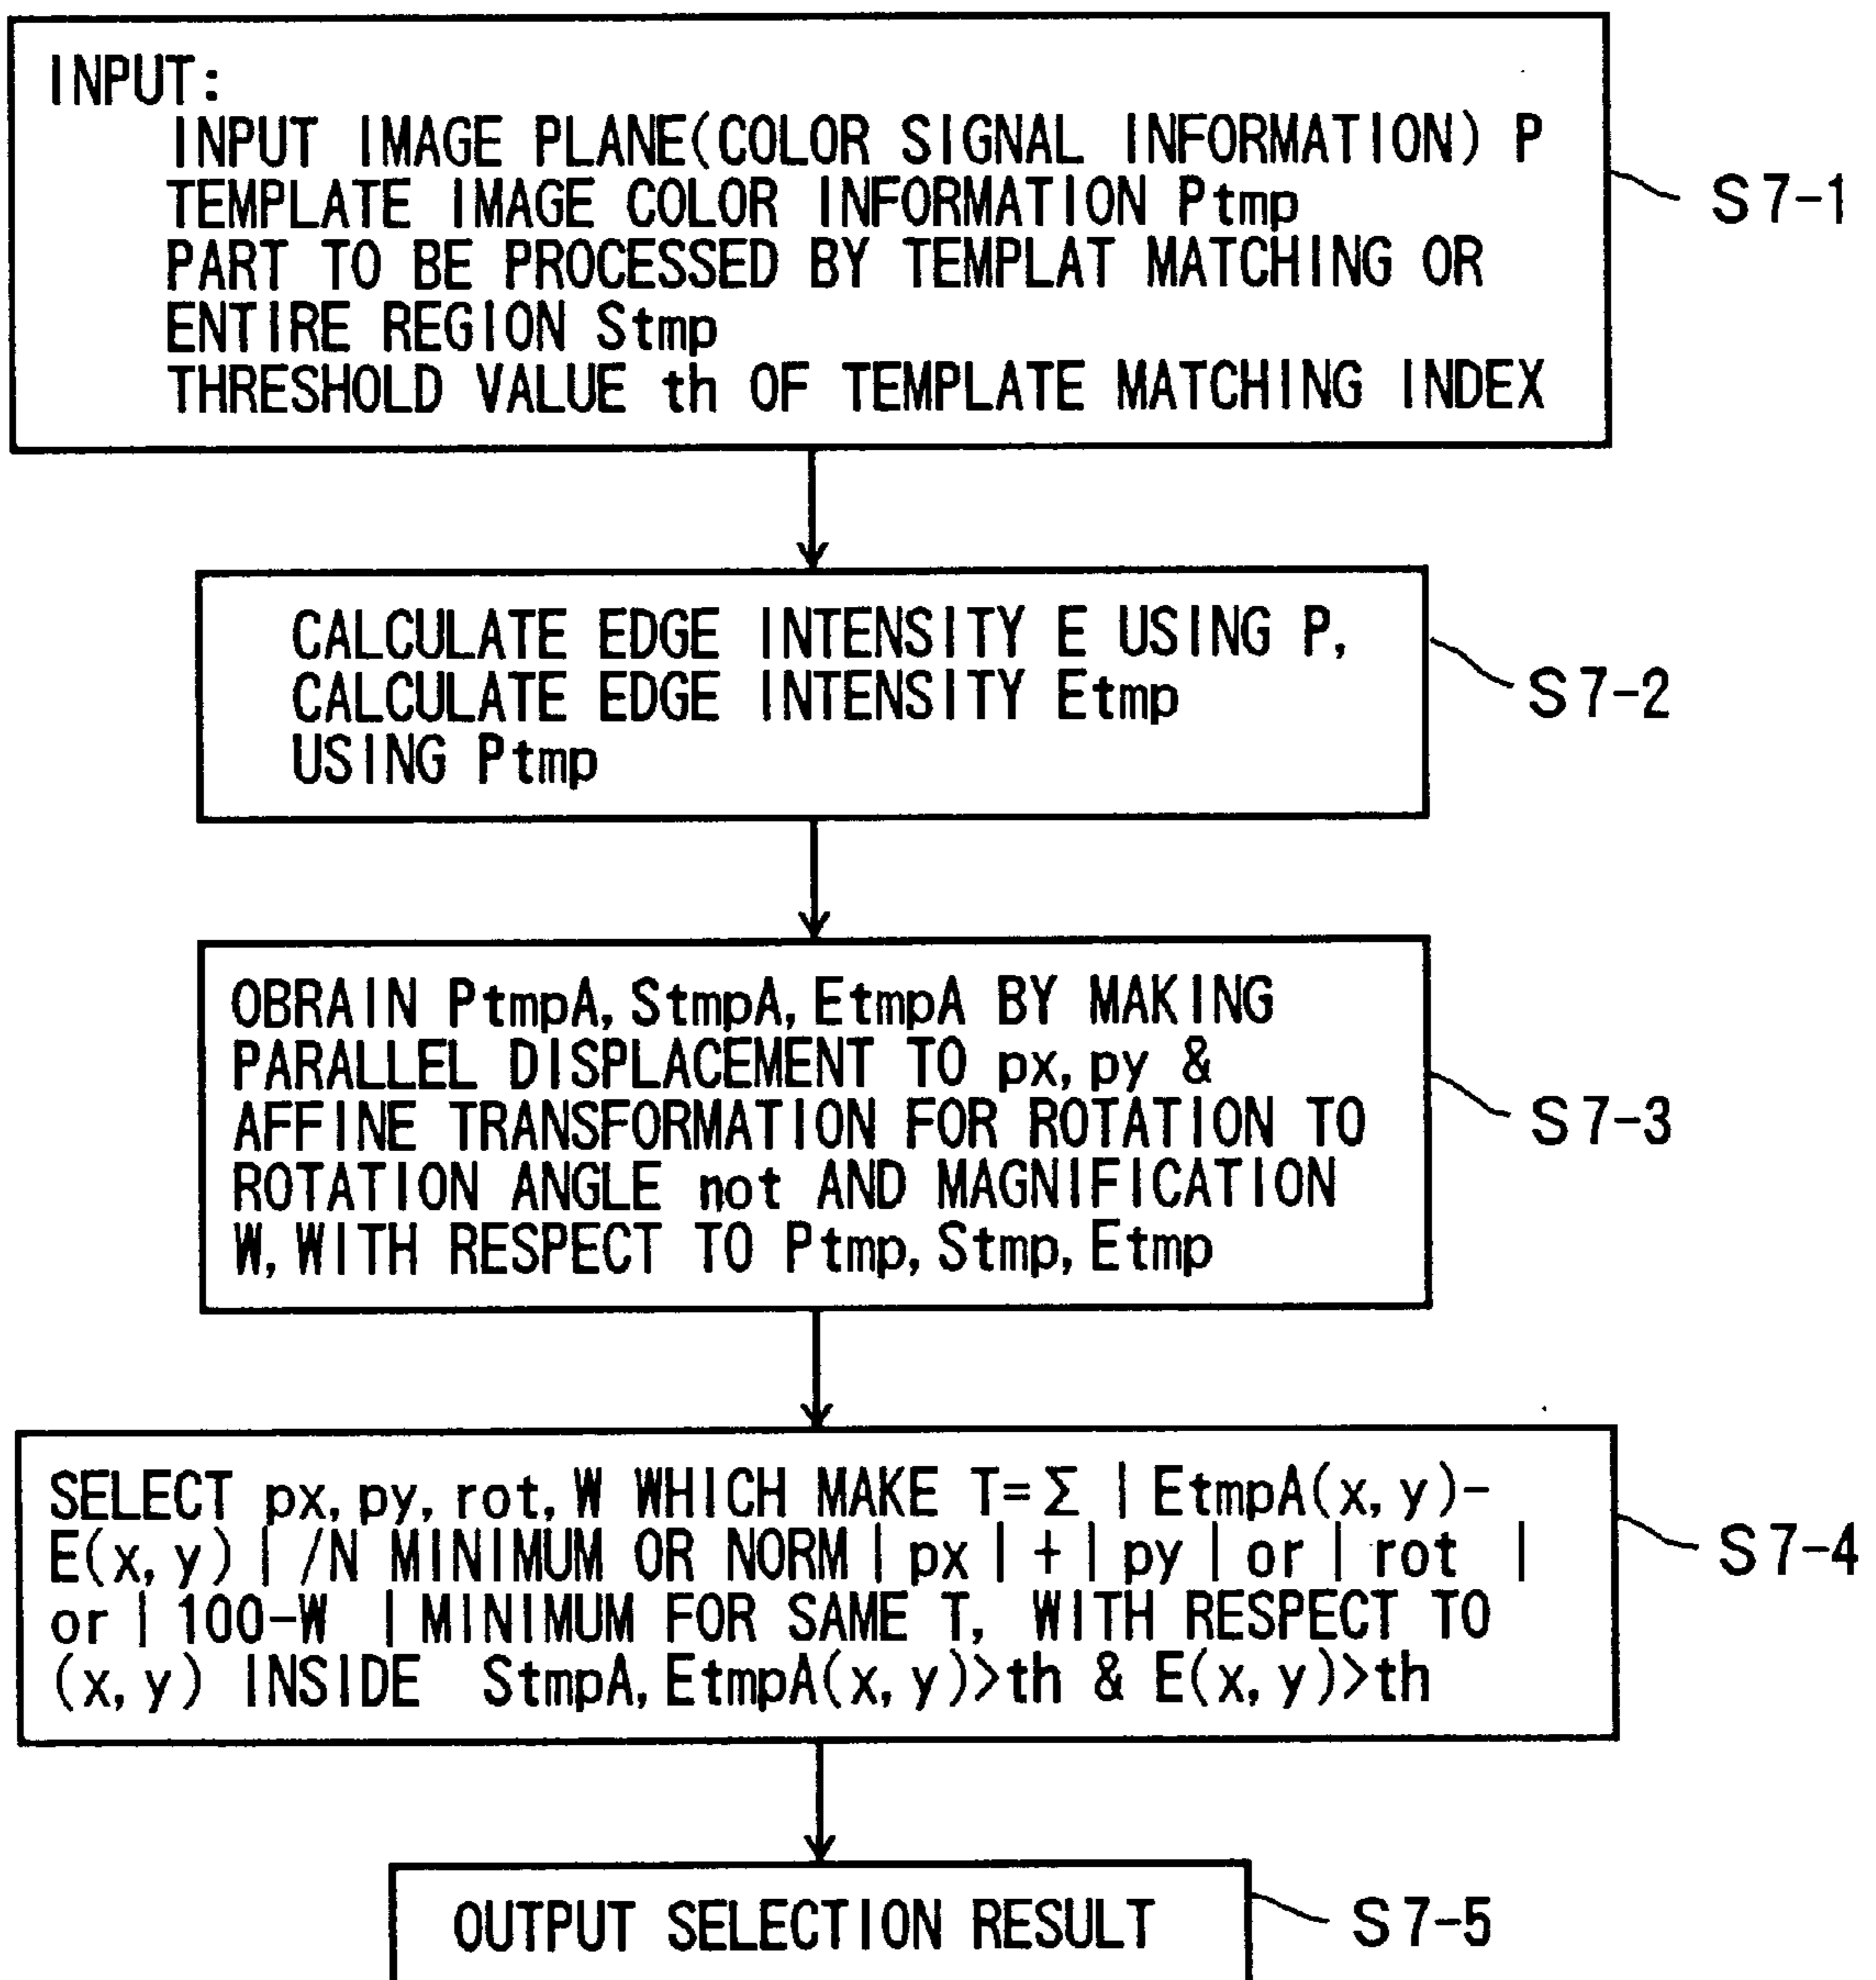 INPUT:
INPUT IMAGE PLANE(COLOR SIGNAL INFORMATION) P
TEMPLATE IMAGE COLOR INFORMATION Ptmp
PART TO BE PROCESSED BY TEMPLAT MATCHING OR
ENTIRE REGION Stmp
THRESHOLD VALUE th OF TEMPLATE MATCHING INDEX
S7-1
CALCULATE EDGE INTENSITY E USING P,
CALCULATE EDGE INTENSITY Etmp
USING Ptmp
S7-2
OBRAIN PtmpA, StmpA, EtmpA BY MAKING
PARALLEL DISPLACEMENT TO px, py &
AFFINE TRANSFORMATION FOR ROTATION TO
ROTATION ANGLE not AND MAGNIFICATION
W, WITH RESPECT TO Ptmp, Stmp, Etmp
S7-3
SELECT px, py, rot, W WHICH MAKE T=Σ | EtmpA(x, y)-
E(x, y) | /N MINIMUM OR NORM | px | + | py | or | rot |
or | 100-W | MINIMUM FOR SAME T, WITH RESPECT TO
(x, y) INSIDE StmpA, EtmpA(x, y)>th & E(x, y)>th
S7-4
OUTPUT SELECTION RESULT
S7-5